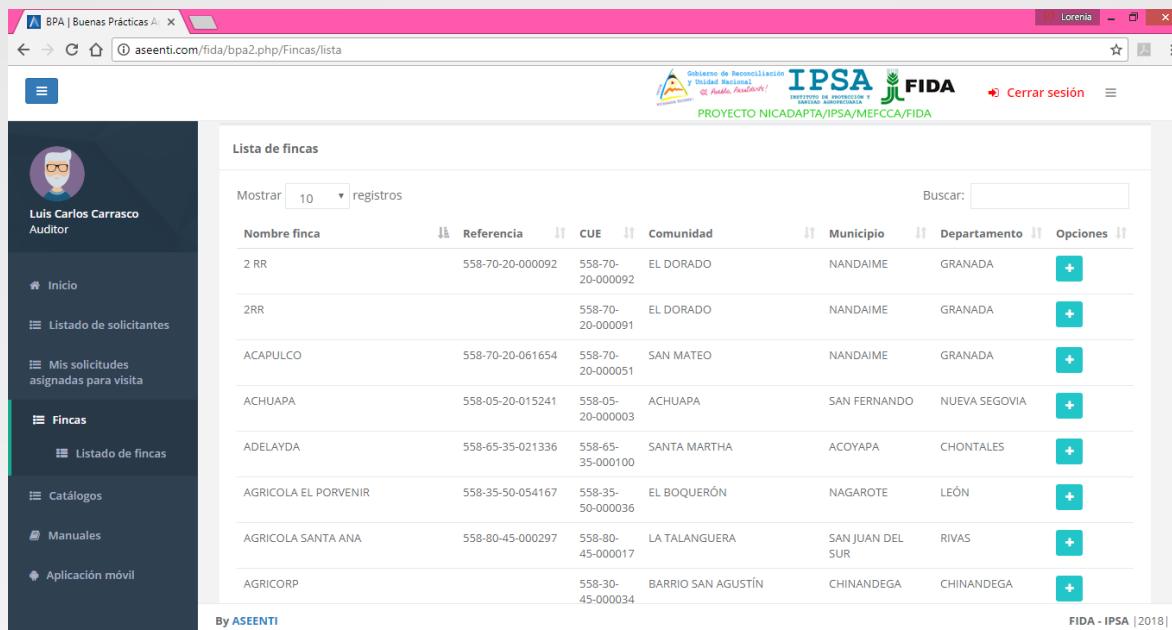 BPA | Buenas Prácticas A
Lorenia
aseenti.com/fida/bpa2.php/Fincas/lista
Gobierno de Reconciliación
y Unidad Nacional
El Pueblo, Presidente!
IPSA
INSTITUTO DE PROTECCIÓN Y
SANIDAD AGROPECUARIA
FIDA
PROYECTO NICADAPTA/IPSA/MEFCCA/FIDA
Cerrar sesión
Luis Carlos Carrasco
Auditor
Inicio
Listado de solicitantes
Mis solicitudes
asignadas para visita
Fincas
Listado de fincas
Catálogos
Manuales
Aplicación móvil
Lista de fincas
Mostrar 10 registros
Buscar:
Nombre finca Referencia CUE Comunidad Municipio Departamento Opciones
2 RR 558-70-20-000092 558-70- EL DORADO NANDAIME GRANADA
20-000092
2RR 558-70- EL DORADO NANDAIME GRANADA
20-000091
ACAPULCO 558-70-20-061654 558-70- SAN MATEO NANDAIME GRANADA
20-000051
ACHUAPA 558-05-20-015241 558-05- ACHUAPA SAN FERNANDO NUEVA SEGOVIA
20-000003
ADELAYDA 558-65-35-021336 558-65- SANTA MARTHA ACOYAPA CHONTALES
35-000100
AGRICOLA EL PORVENIR 558-35-50-054167 558-35- EL BOQUERÓN NAGAROTE LEÓN
50-000036
AGRICOLA SANTA ANA 558-80-45-000297 558-80- LA TALANGUERA SAN JUAN DEL RIVAS
45-000017 SUR
AGRICORP 558-30- BARRIO SAN AGUSTÍN CHINANDEGA CHINANDEGA
45-000034
By ASEENTI
FIDA - IPSA |2018|